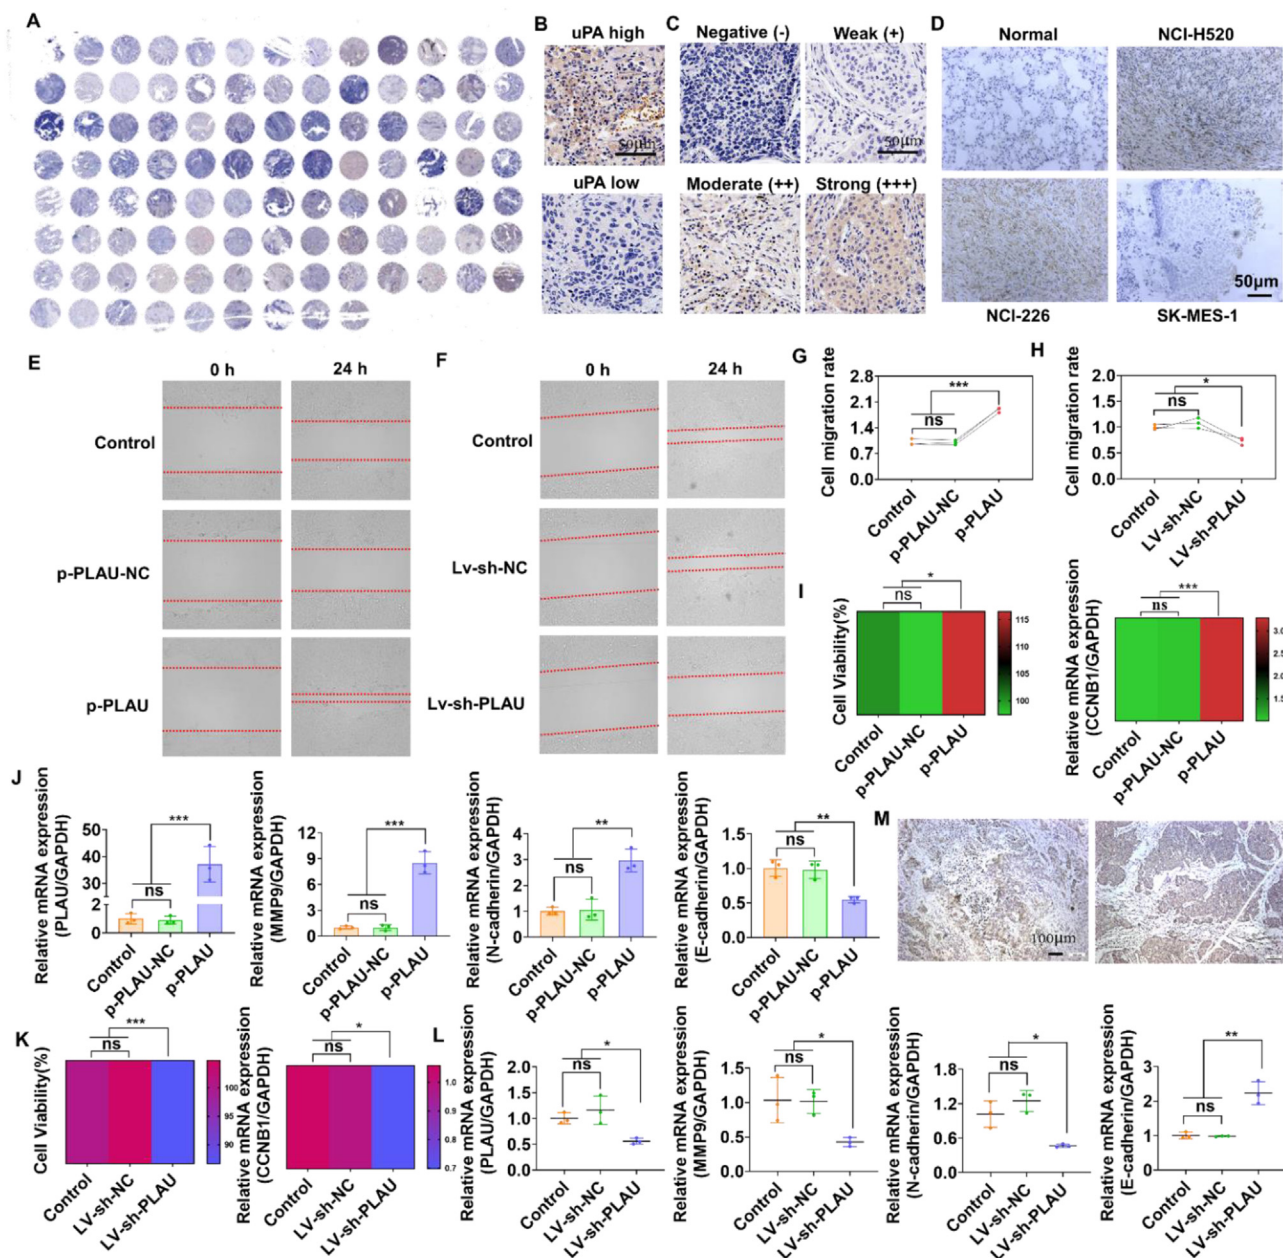 A
B
uPA high
50μm
uPA low
C
Negative (-)
Weak (+)
50μm
Moderate (++)
Strong (+++)
D
Normal
NCI-H520
50μm
NCI-226
SK-MES-1
E
0 h
24 h
Control
p-PLAU-NC
p-PLAU
F
0 h
24 h
Control
Lv-sh-NC
Lv-sh-PLAU
G
Cell migration rate
2.8
2.1
1.4
0.7
0.0
***
ns
Control
p-PLAU-NC
p-PLAU
H
Cell migration rate
2.0
1.5
1.0
0.5
0.0
*
ns
Control
LV-sh-NC
LV-sh-PLAU
I
Cell Viability(%)
*
ns
115
110
105
100
Control
p-PLAU-NC
p-PLAU
Relative mRNA expression
(CCNB1/GAPDH)
***
ns
3.0
2.5
2.0
1.5
1.0
Control
p-PLAU-NC
p-PLAU
J
Relative mRNA expression
(PLAU/GAPDH)
50
40
30
2
0
***
ns
Control
p-PLAU-NC
p-PLAU
Relative mRNA expression
(MMP9/GAPDH)
12
9
6
3
0
***
ns
Control
p-PLAU-NC
p-PLAU
Relative mRNA expression
(N-cadherin/GAPDH)
4
3
2
1
0
**
ns
Control
p-PLAU-NC
p-PLAU
Relative mRNA expression
(E-cadherin/GAPDH)
1.5
1.0
0.5
0.0
**
ns
Control
p-PLAU-NC
p-PLAU
M
100μm
K
Cell Viability(%)
***
ns
100
95
90
Control
LV-sh-NC
LV-sh-PLAU
Relative mRNA expression
(CCNB1/GAPDH)
*
ns
1.0
0.9
0.8
0.7
Control
LV-sh-NC
LV-sh-PLAU
L
Relative mRNA expression
(PLAU/GAPDH)
2.0
1.5
1.0
0.5
0.0
*
ns
Control
LV-sh-NC
LV-sh-PLAU
Relative mRNA expression
(MMP9/GAPDH)
1.5
1.0
0.5
0.0
*
ns
Control
LV-sh-NC
LV-sh-PLAU
Relative mRNA expression
(N-cadherin/GAPDH)
1.8
1.2
0.6
0.0
*
ns
Control
LV-sh-NC
LV-sh-PLAU
Relative mRNA expression
(E-cadherin/GAPDH)
3
2
1
0
**
ns
Control
LV-sh-NC
LV-sh-PLAU